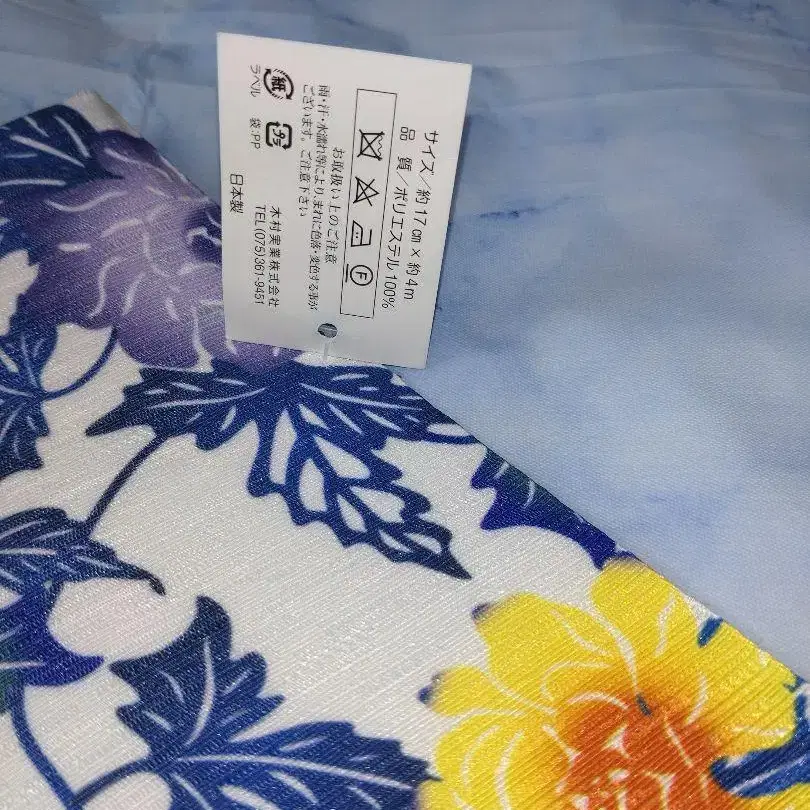 サイズ/約17㎝×約4m
品 質/ポリエステル100%
お取扱い上のご注意
雨・汗・水濡れ等によりまれに色落・変色する事が
ございます。ご注意下さい
紙
ラベル
プラ
袋:PP
木村実業株式会社
TEL(075)361-9451
日本製